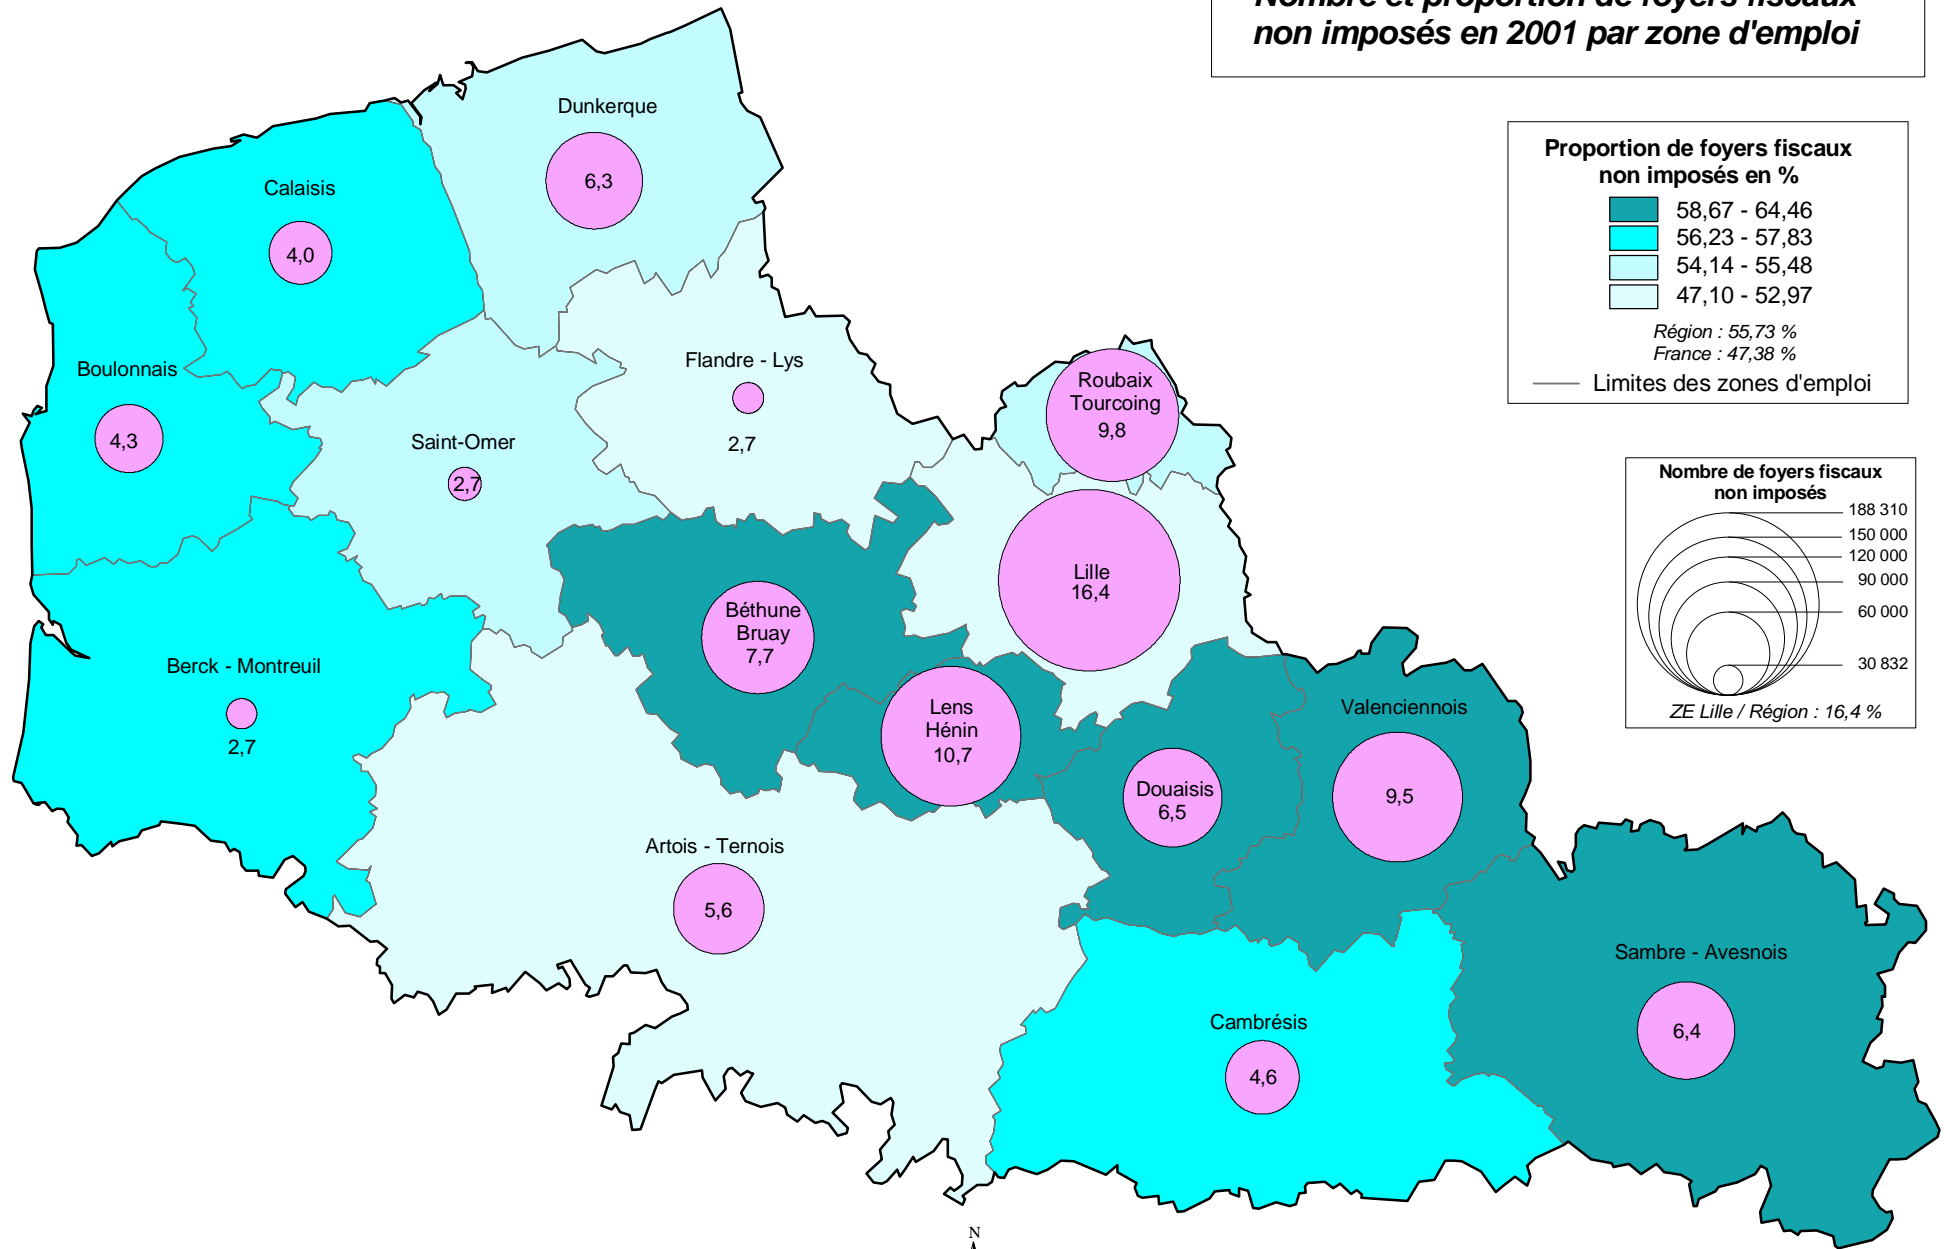 Nombre et proportion de foyers fiscaux
non imposés en 2001 par zone d'emploi
Proportion de foyers fiscaux
non imposés en %
58,67 - 64,46
56,23 - 57,83
54,14 - 55,48
47,10 - 52,97
Région : 55,73 %
France : 47,38 %
Limites des zones d'emploi
Nombre de foyers fiscaux
non imposés
188 310
150 000
120 000
90 000
60 000
30 832
ZE Lille / Région : 16,4 %
Dunkerque
6,3
Calaisis
4,0
Boulonnais
4,3
Flandre - Lys
2,7
Saint-Omer
2,7
Roubaix
Tourcoing
9,8
Lille
16,4
Béthune
Bruay
7,7
Berck - Montreuil
2,7
Lens
Hénin
10,7
Valenciennois
9,5
Douaisis
6,5
Artois - Ternois
5,6
Sambre - Avesnois
6,4
Cambrésis
4,6
N